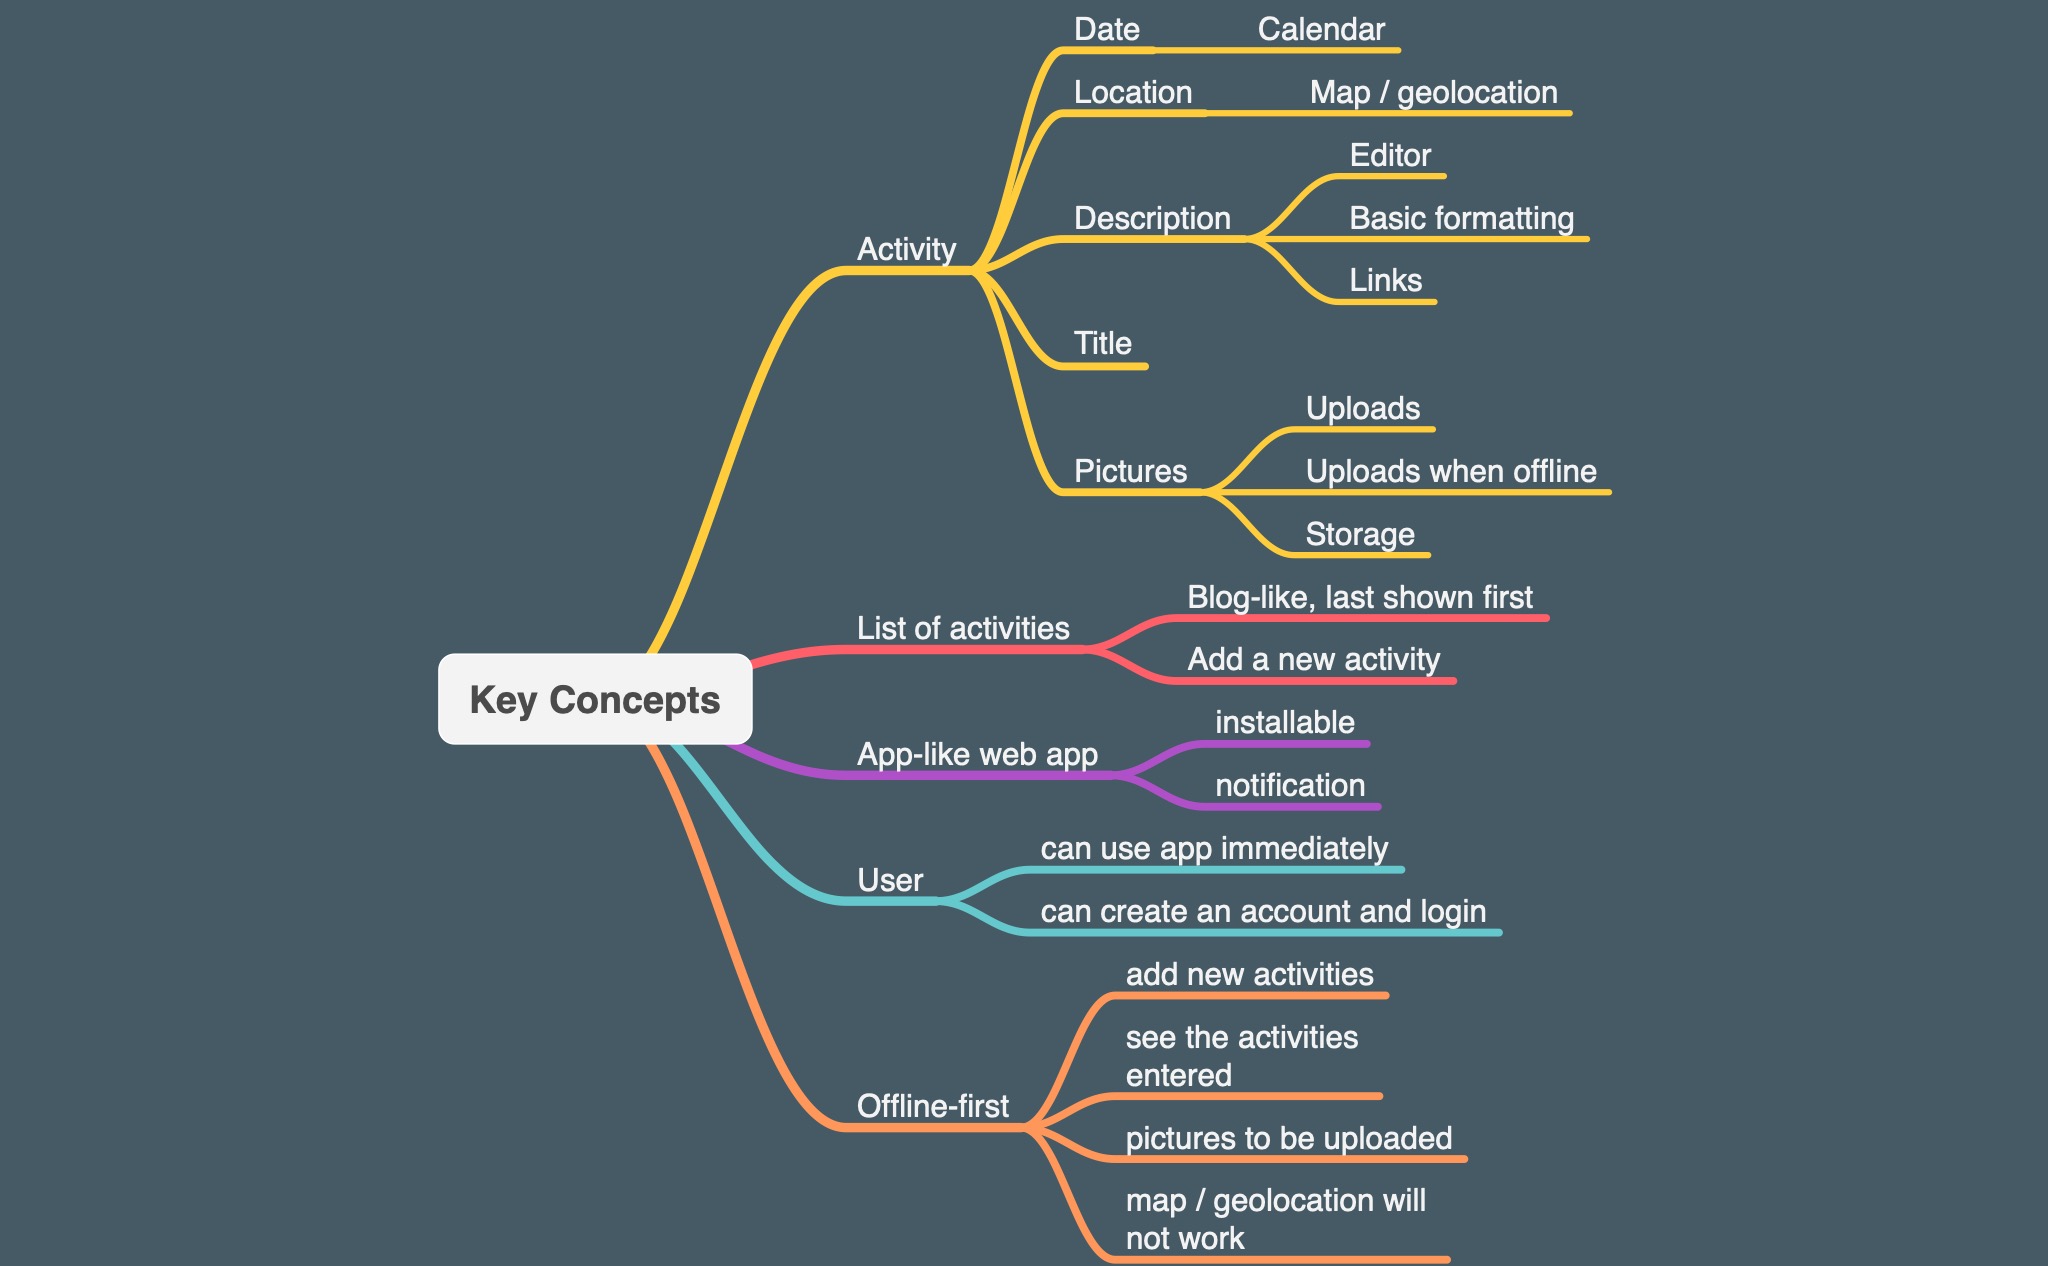 Key Concepts
Activity
Date
Calendar
Location
Map / geolocation
Description
Editor
Basic formatting
Links
Title
Pictures
Uploads
Uploads when offline
Storage
List of activities
Blog-like, last shown first
Add a new activity
App-like web app
installable
notification
User
can use app immediately
can create an account and login
Offline-first
add new activities
see the activities
entered
pictures to be uploaded
map / geolocation will
not work